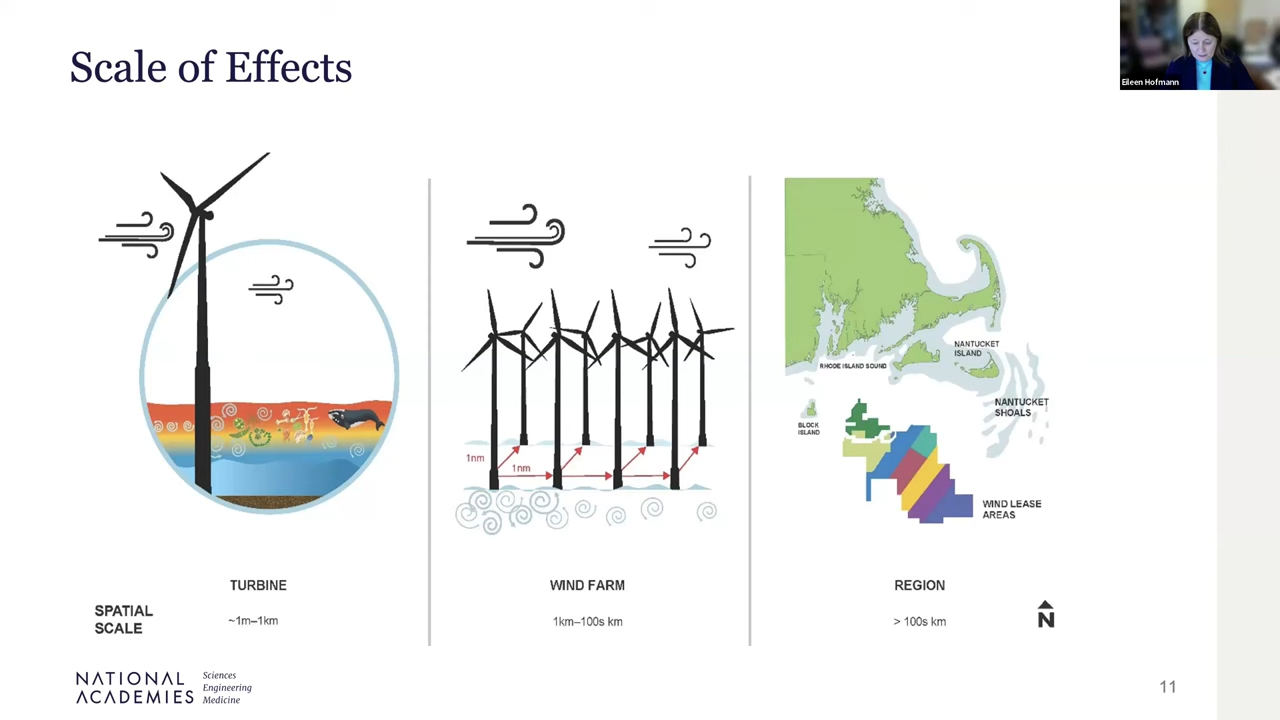 Scale of Effects
Eileen Hofmann
1nm
1nm
NANTUCKET
ISLAND
RHODE ISLAND SOUND
NANTUCKET
SHOALS
BLOCK
ISLAND
WIND LEASE
AREAS
TURBINE
WIND FARM
REGION
SPATIAL
SCALE
~1m–1km
1km–100s km
> 100s km
N
NATIONAL
ACADEMIES
Sciences
Engineering
Medicine
11